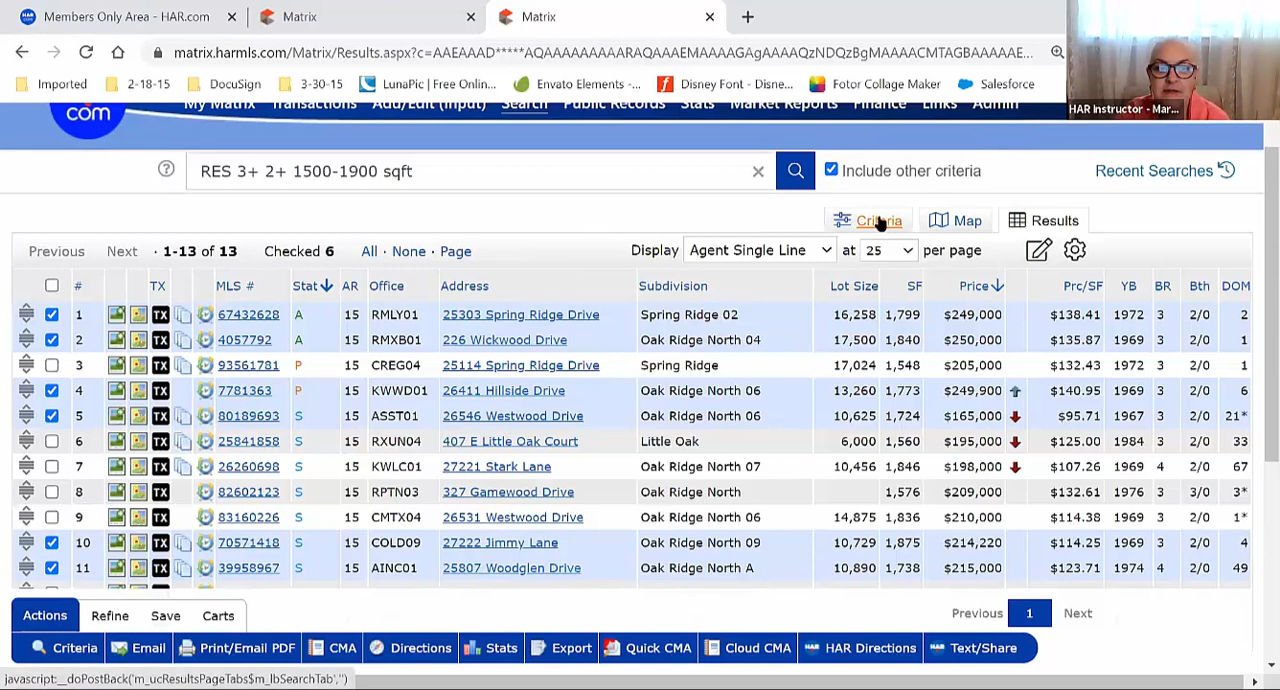 Members Only Area - HAR.com
Matrix
Matrix
matrix.harmls.com/Matrix/Results.aspx?c=AAEAAAD*****AQAAAAAAAAARAQAAAEMAAAAGAgAAAAQzNDQzBgMAAAACMTAGBAAAAAE...
Imported 2-18-15 DocuSign 3-30-15 LunaPic | Free Onlin... Envato Elements -... Disney Font - Disne... Fotor Collage Maker Salesforce
HAR Instructor - Mar...
com My Matrix Transactions Add/Edit (Input) Search Public Records Stats Market Reports Finance Links Admin
RES 3+ 2+ 1500-1900 sqft Include other criteria Recent Searches
Criteria Map Results
Previous Next · 1-13 of 13 Checked 6 All · None · Page Display Agent Single Line at 25 per page
# TX MLS # Stat AR Office Address Subdivision Lot Size SF Price Prc/SF YB BR Bth DOM
1 TX 67432628 A 15 RMLY01 25303 Spring Ridge Drive Spring Ridge 02 16,258 1,799 $249,000 $138.41 1972 3 2/0 2
2 TX 4057792 A 15 RMXB01 226 Wickwood Drive Oak Ridge North 04 17,500 1,840 $250,000 $135.87 1969 3 2/0 1
3 TX 93561781 P 15 CREG04 25114 Spring Ridge Drive Spring Ridge 17,024 1,548 $205,000 $132.43 1972 3 2/0 1
4 TX 7781363 P 15 KWWD01 26411 Hillside Drive Oak Ridge North 06 13,260 1,773 $249,900 $140.95 1969 3 2/0 6
5 TX 80189693 S 15 ASST01 26546 Westwood Drive Oak Ridge North 06 10,625 1,724 $165,000 $95.71 1967 3 2/0 21*
6 TX 25841858 S 15 RXUN04 407 E Little Oak Court Little Oak 6,000 1,560 $195,000 $125.00 1984 3 2/0 33
7 TX 26260698 S 15 KWLC01 27221 Stark Lane Oak Ridge North 07 10,456 1,846 $198,000 $107.26 1969 4 2/0 67
8 TX 82602123 S 15 RPTN03 327 Gamewood Drive Oak Ridge North 1,576 $209,000 $132.61 1976 3 3/0 3*
9 TX 83160226 S 15 CMTX04 26531 Westwood Drive Oak Ridge North 06 14,875 1,836 $210,000 $114.38 1969 3 2/0 1*
10 TX 70571418 S 15 COLD09 27222 Jimmy Lane Oak Ridge North 09 10,729 1,875 $214,220 $114.25 1969 3 2/0 4
11 TX 39958967 S 15 AINC01 25807 Woodglen Drive Oak Ridge North A 10,890 1,738 $215,000 $123.71 1974 4 2/0 49
Actions Refine Save Carts Previous 1 Next
Criteria Email Print/Email PDF CMA Directions Stats Export Quick CMA Cloud CMA HAR Directions Text/Share
javascript:__doPostBack('m_ucResultsPageTabs$m_lbSearchTab','')